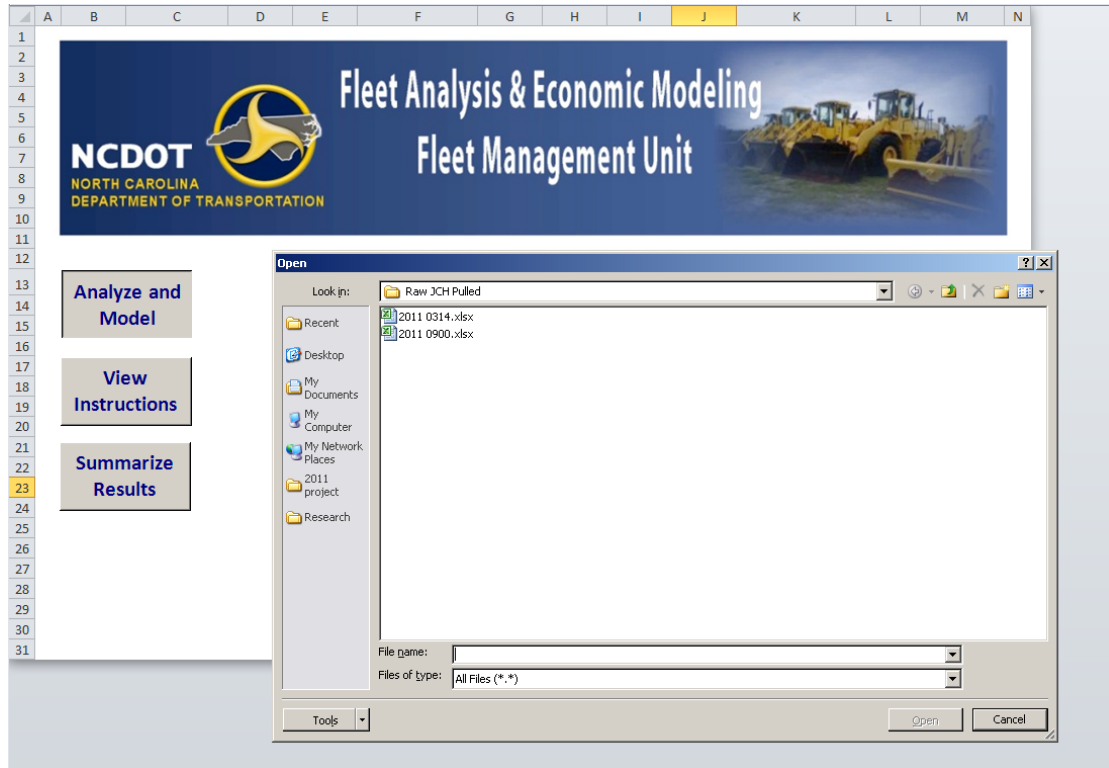 A B C D E F G H I J K L M N
1
2
3
4
5
6
7
8
9
10
11
12
13
14
15
16
17
18
19
20
21
22
23
24
25
26
27
28
29
30
31
Fleet Analysis & Economic Modeling
Fleet Management Unit
NCDOT
NORTH CAROLINA
DEPARTMENT OF TRANSPORTATION
Analyze and
Model
View
Instructions
Summarize
Results
Open
Look in: Raw JCH Pulled
Recent
Desktop
My
Documents
My
Computer
My Network
Places
2011
project
Research
2011 0314.xlsx
2011 0900.xlsx
File name:
Files of type: All Files (*.*)
Tools Open Cancel